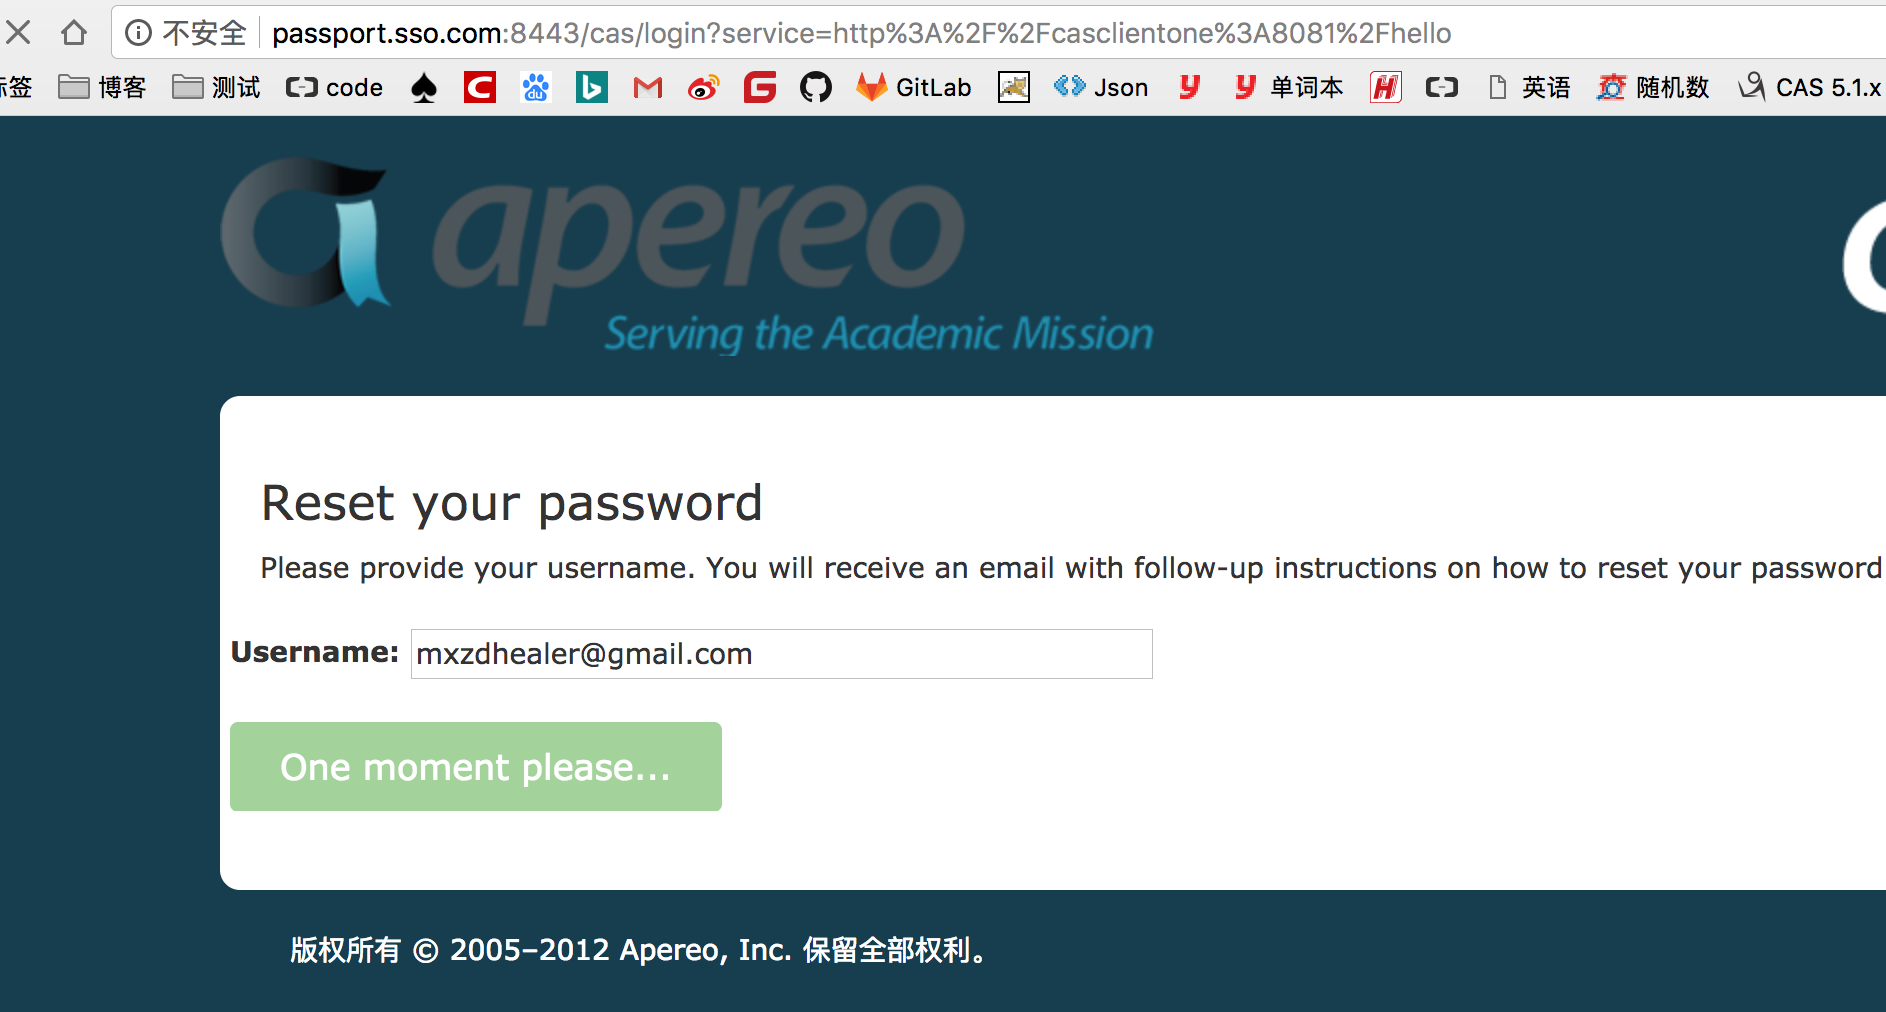 不安全 passport.sso.com:8443/cas/login?service=http%3A%2F%2Fcasclientone%3A8081%2Fhello
签 博客 测试 code GitLab Json 单词本 英语 随机数 CAS 5.1.x
apereo
Serving the Academic Mission
Reset your password
Please provide your username. You will receive an email with follow-up instructions on how to reset your password
Username: mxzdhealer@gmail.com
One moment please...
版权所有 © 2005–2012 Apereo, Inc. 保留全部权利。